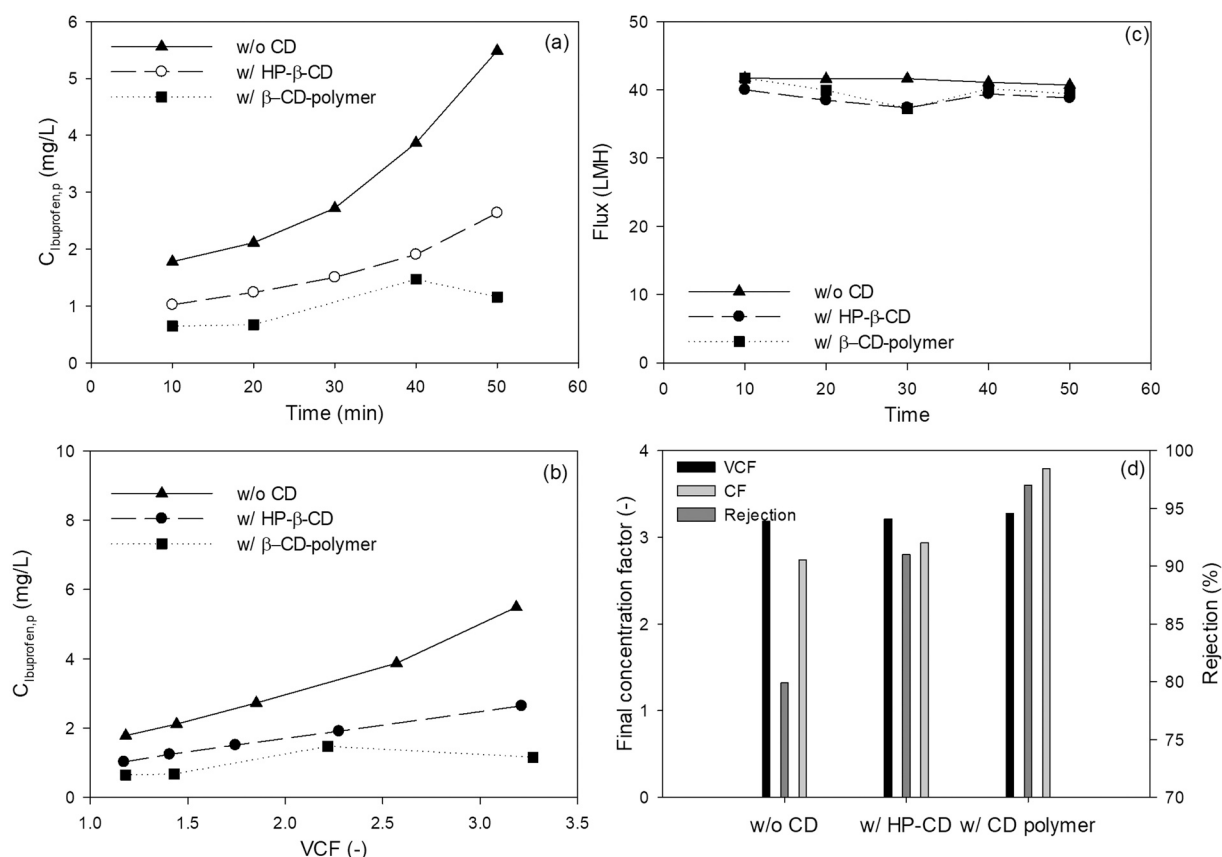 (a)
w/o CD
w/ HP-β-CD
w/ β–CD-polymer
C_Ibuprofen,p (mg/L)
6
5
4
3
2
1
0
0 10 20 30 40 50 60
Time (min)
(c)
w/o CD
w/ HP-β-CD
w/ β–CD-polymer
Flux (LMH)
50
40
30
20
10
0
0 10 20 30 40 50 60
Time
(b)
w/o CD
w/ HP-β-CD
w/ β–CD-polymer
C_Ibuprofen,p (mg/L)
10
8
6
4
2
0
1.0 1.5 2.0 2.5 3.0 3.5
VCF (-)
(d)
VCF
CF
Rejection
Final concentration factor (-)
4
3
2
1
0
Rejection (%)
100
95
90
85
80
75
70
w/o CD w/ HP-CD w/ CD polymer